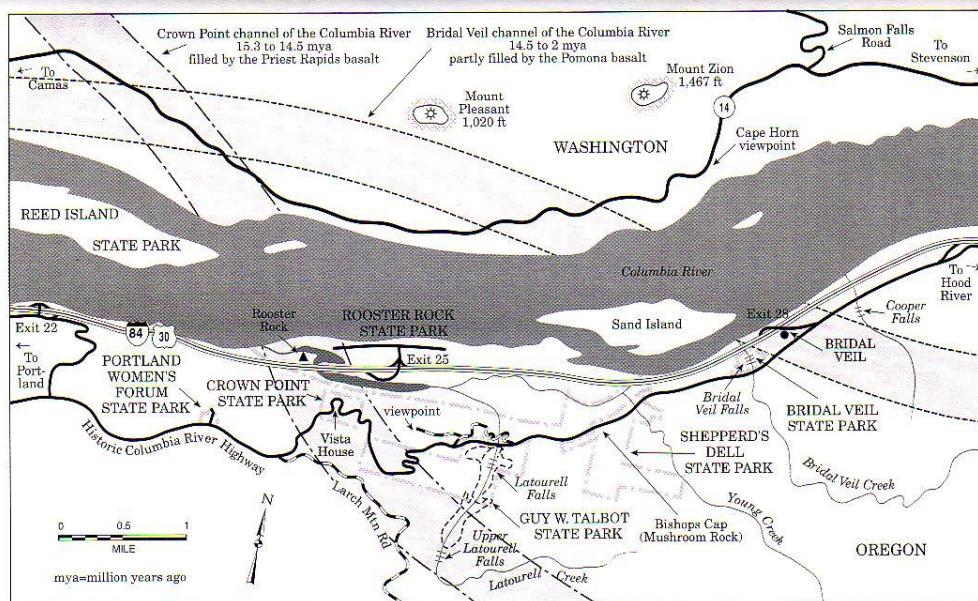 Crown Point channel of the Columbia River
15.3 to 14.5 mya
filled by the Priest Rapids basalt
Bridal Veil channel of the Columbia River
14.5 to 2 mya
partly filled by the Pomona basalt
Salmon Falls
Road
To
Stevenson
To
Camas
Mount
Pleasant
1,020 ft
Mount Zion
1,467 ft
14
Cape Horn
viewpoint
WASHINGTON
REED ISLAND
STATE PARK
Columbia River
To
Hood
River
Exit 22
84
30
Rooster
Rock
ROOSTER ROCK
STATE PARK
Exit 25
Sand Island
Exit 28
Cooper
Falls
BRIDAL
VEIL
To
Port-
land
PORTLAND
WOMEN'S
FORUM
STATE PARK
CROWN POINT
STATE PARK
viewpoint
Vista
House
Bridal
Veil Falls
BRIDAL VEIL
STATE PARK
Historic Columbia River Highway
Larch Mtn Rd
Latourell
Falls
SHEPPERD'S
DELL
STATE PARK
Bridal Veil Creek
GUY W. TALBOT
STATE PARK
Bishops Cap
(Mushroom Rock)
Young Creek
Upper
Latourell
Falls
Latourell Creek
OREGON
N
0 0.5 1
MILE
mya=million years ago